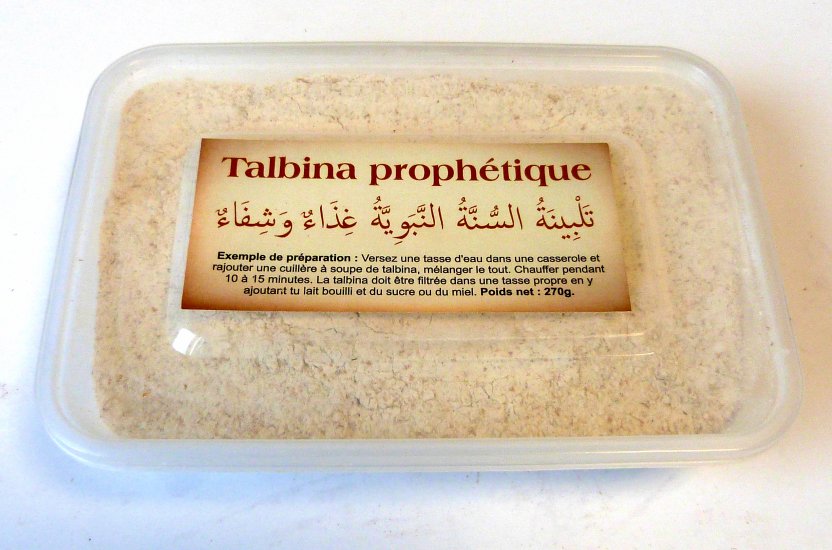 Talbina prophétique
تَلْبِينَةُ السُّنَّةُ النَّبَوِيَّةُ غِذَاءٌ وَشِفَاءٌ
Exemple de préparation : Versez une tasse d'eau dans une casserole et
rajouter une cuillère à soupe de talbina, mélanger le tout. Chauffer pendant
10 à 15 minutes. La talbina doit être filtrée dans une tasse propre en y
ajoutant tu lait bouilli et du sucre ou du miel. Poids net : 270g.